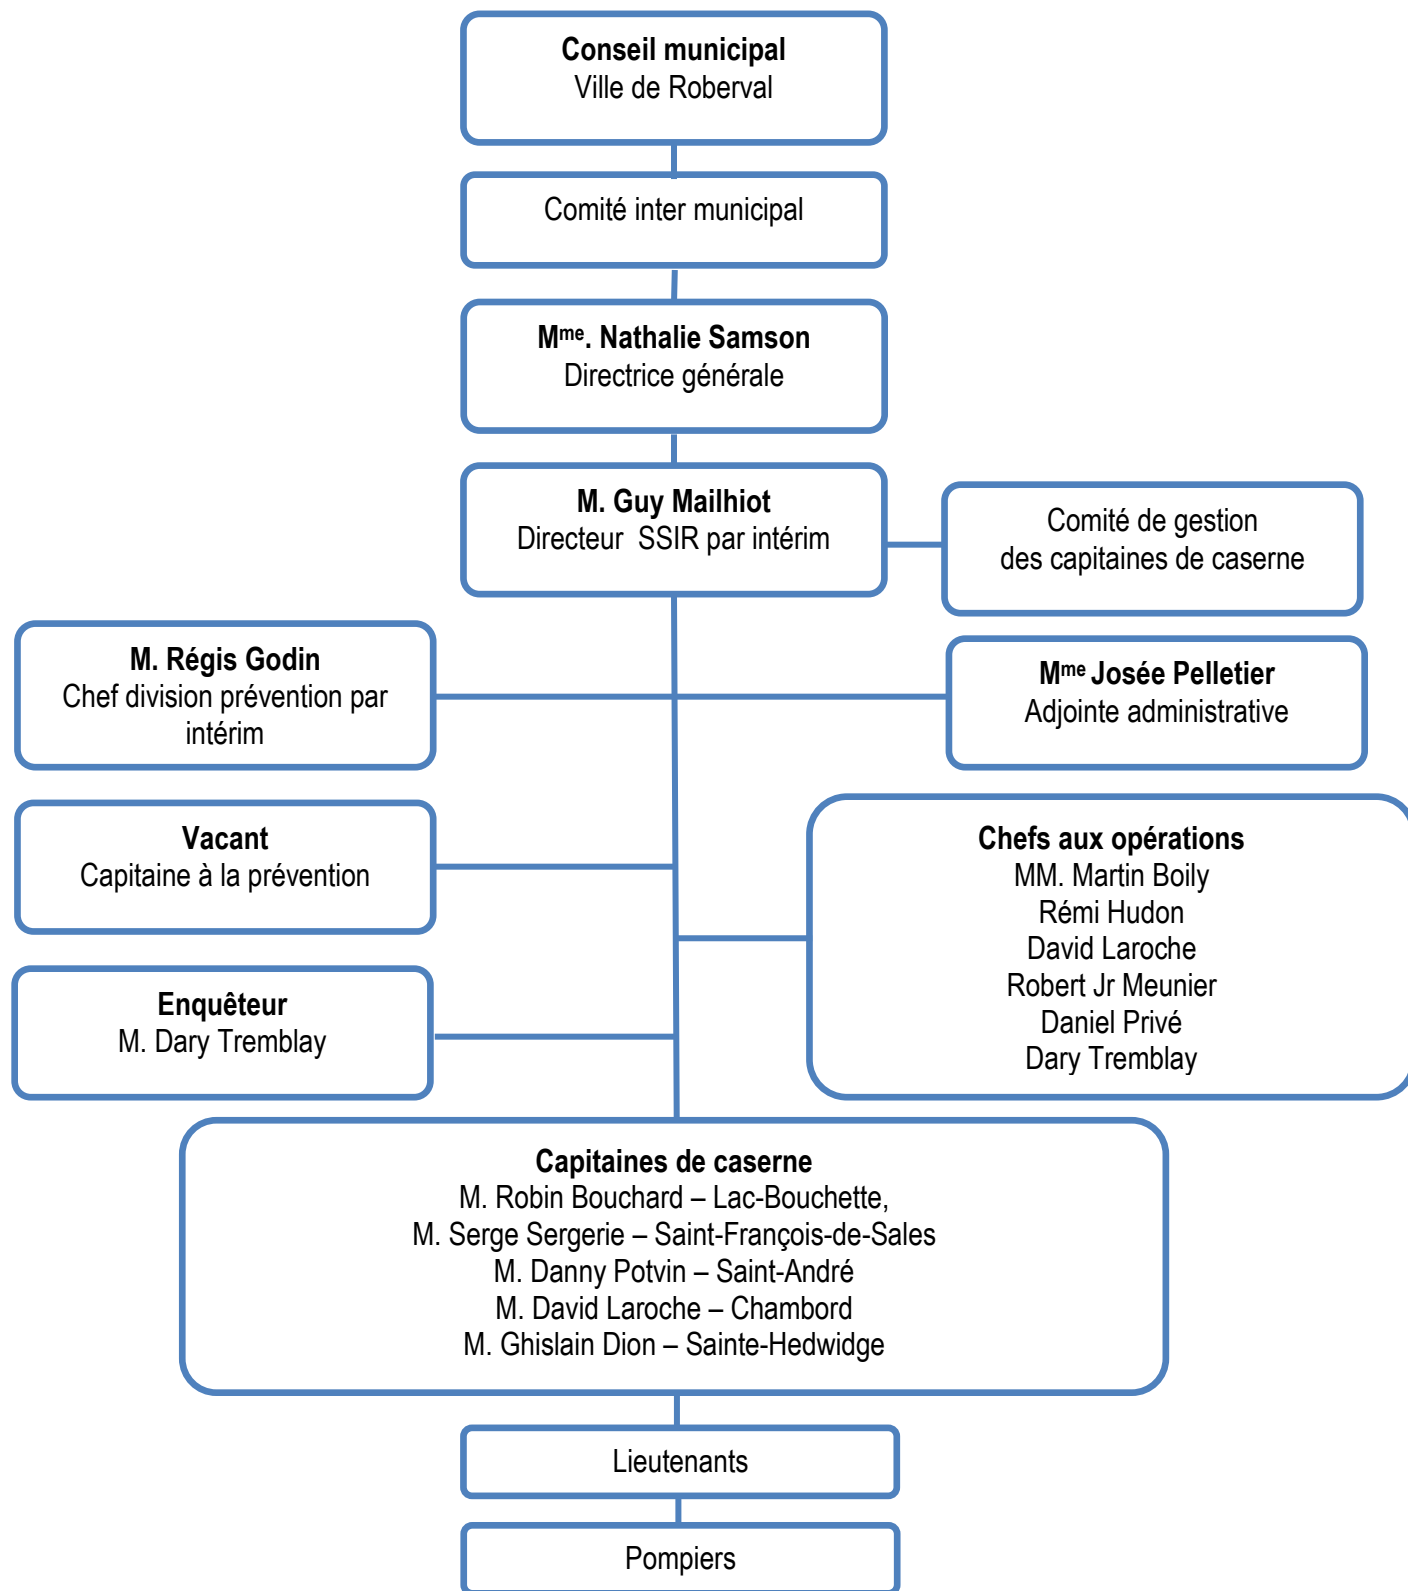 Conseil municipal
Ville de Roberval
Comité inter municipal
Mme. Nathalie Samson
Directrice générale
M. Guy Mailhiot
Directeur  SSIR par intérim
Comité de gestion
des capitaines de caserne
M. Régis Godin
Chef division prévention par
intérim
Mme Josée Pelletier
Adjointe administrative
Vacant
Capitaine à la prévention
Chefs aux opérations
MM. Martin Boily
Rémi Hudon
David Laroche
Robert Jr Meunier
Daniel Privé
Dary Tremblay
Enquêteur
M. Dary Tremblay
Capitaines de caserne
M. Robin Bouchard – Lac-Bouchette,
M. Serge Sergerie – Saint-François-de-Sales
M. Danny Potvin – Saint-André
M. David Laroche – Chambord
M. Ghislain Dion – Sainte-Hedwidge
Lieutenants
Pompiers